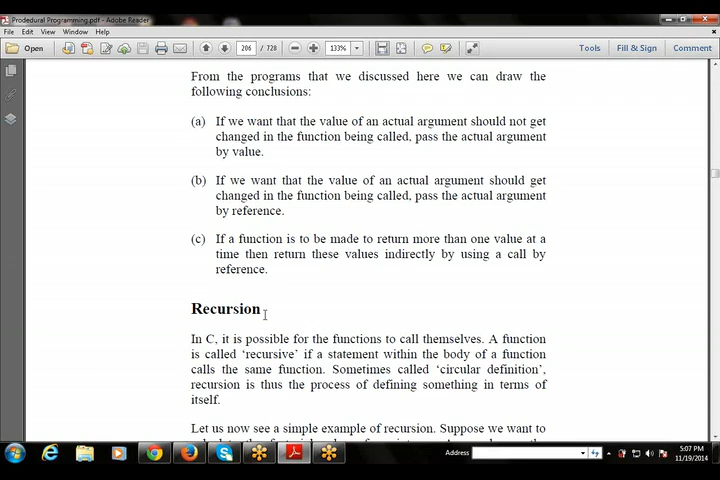 Prodedural Programming.pdf - Adobe Reader
File Edit View Window Help
Open
206 / 728
133%
Tools
Fill & Sign
Comment
From the programs that we discussed here we can draw the
following conclusions:
(a) If we want that the value of an actual argument should not get
changed in the function being called, pass the actual argument
by value.
(b) If we want that the value of an actual argument should get
changed in the function being called, pass the actual argument
by reference.
(c) If a function is to be made to return more than one value at a
time then return these values indirectly by using a call by
reference.
Recursion
In C, it is possible for the functions to call themselves. A function
is called ‘recursive’ if a statement within the body of a function
calls the same function. Sometimes called ‘circular definition’,
recursion is thus the process of defining something in terms of
itself.
Let us now see a simple example of recursion. Suppose we want to
Address
5:07 PM
11/19/2014